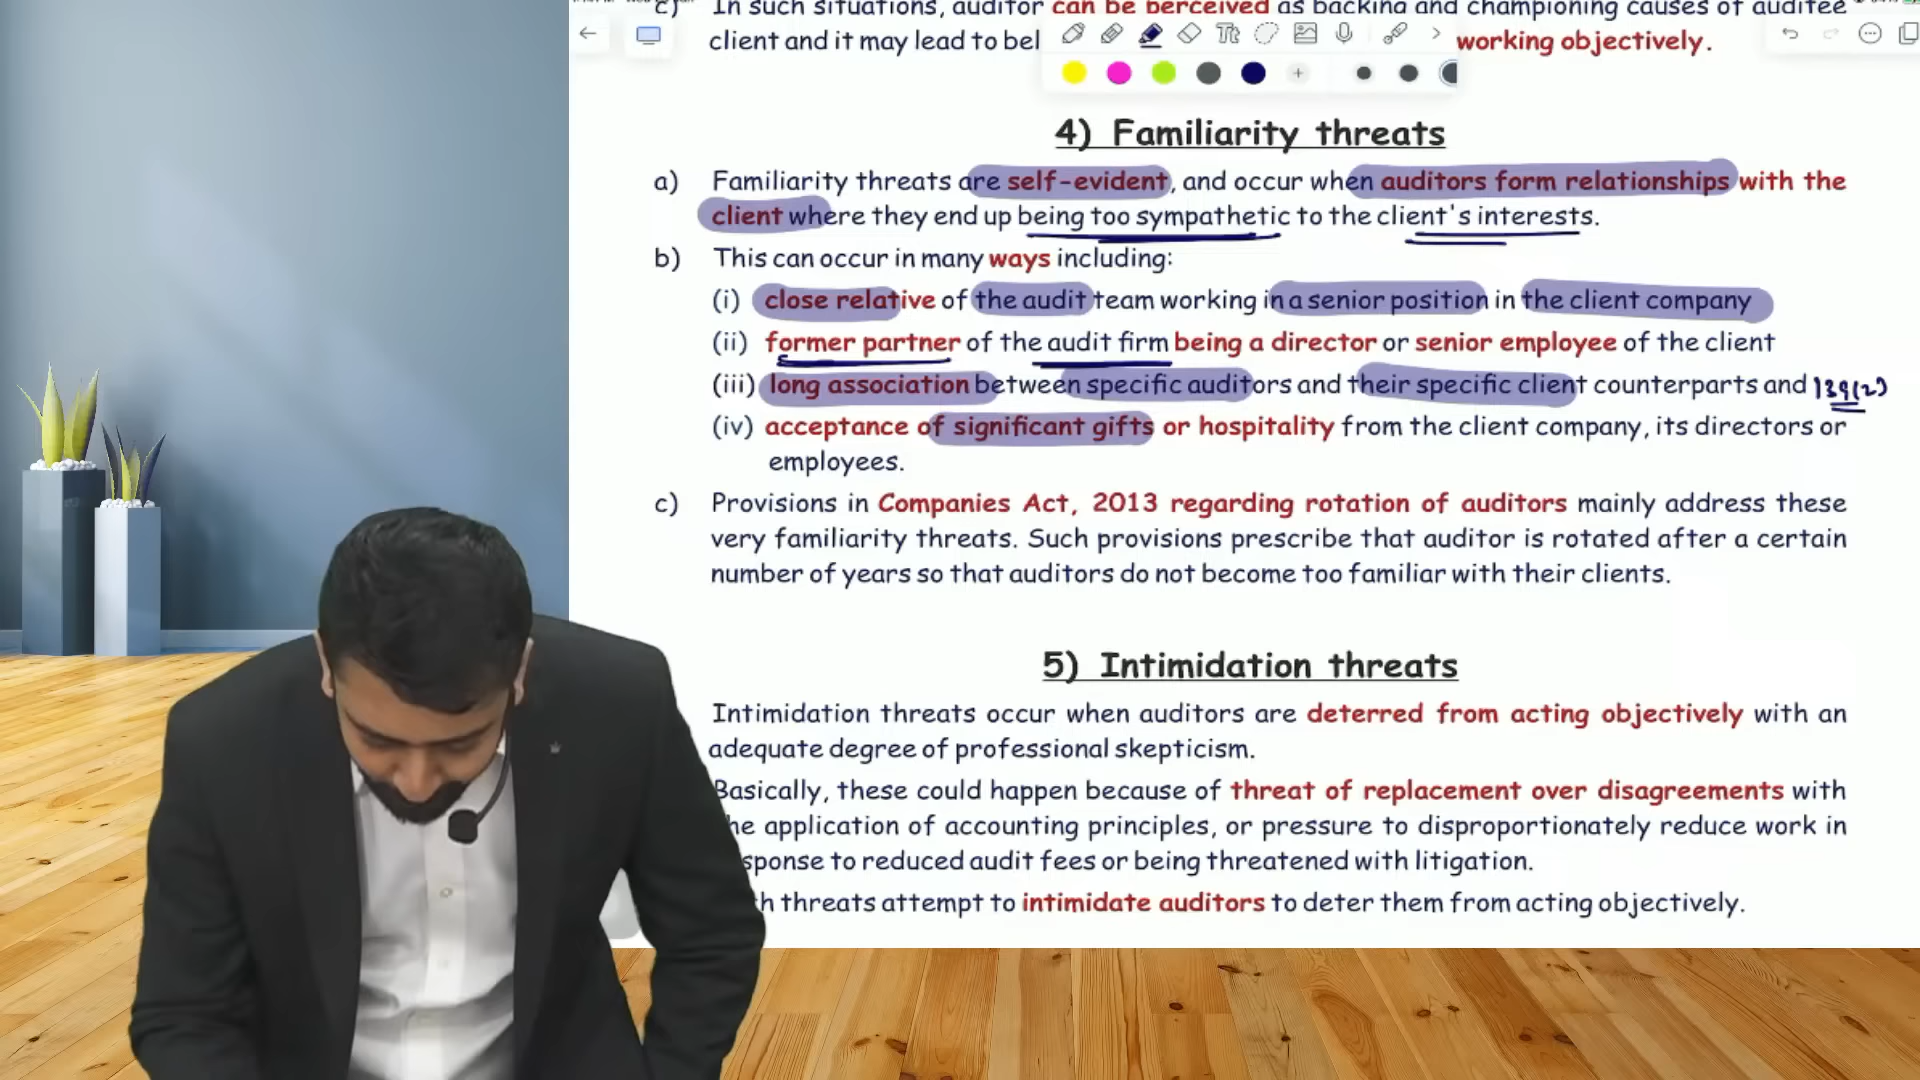 c) In such situations, auditor can be perceived as backing and championing causes of auditee
client and it may lead to bel working objectively.
Tt
4) Familiarity threats
a) Familiarity threats are self-evident, and occur when auditors form relationships with the
client where they end up being too sympathetic to the client's interests.
b) This can occur in many ways including:
(i) close relative of the audit team working in a senior position in the client company
(ii) former partner of the audit firm being a director or senior employee of the client
(iii) long association between specific auditors and their specific client counterparts and 139(2)
(iv) acceptance of significant gifts or hospitality from the client company, its directors or
employees.
c) Provisions in Companies Act, 2013 regarding rotation of auditors mainly address these
very familiarity threats. Such provisions prescribe that auditor is rotated after a certain
number of years so that auditors do not become too familiar with their clients.
5) Intimidation threats
Intimidation threats occur when auditors are deterred from acting objectively with an
adequate degree of professional skepticism.
Basically, these could happen because of threat of replacement over disagreements with
he application of accounting principles, or pressure to disproportionately reduce work in
sponse to reduced audit fees or being threatened with litigation.
h threats attempt to intimidate auditors to deter them from acting objectively.